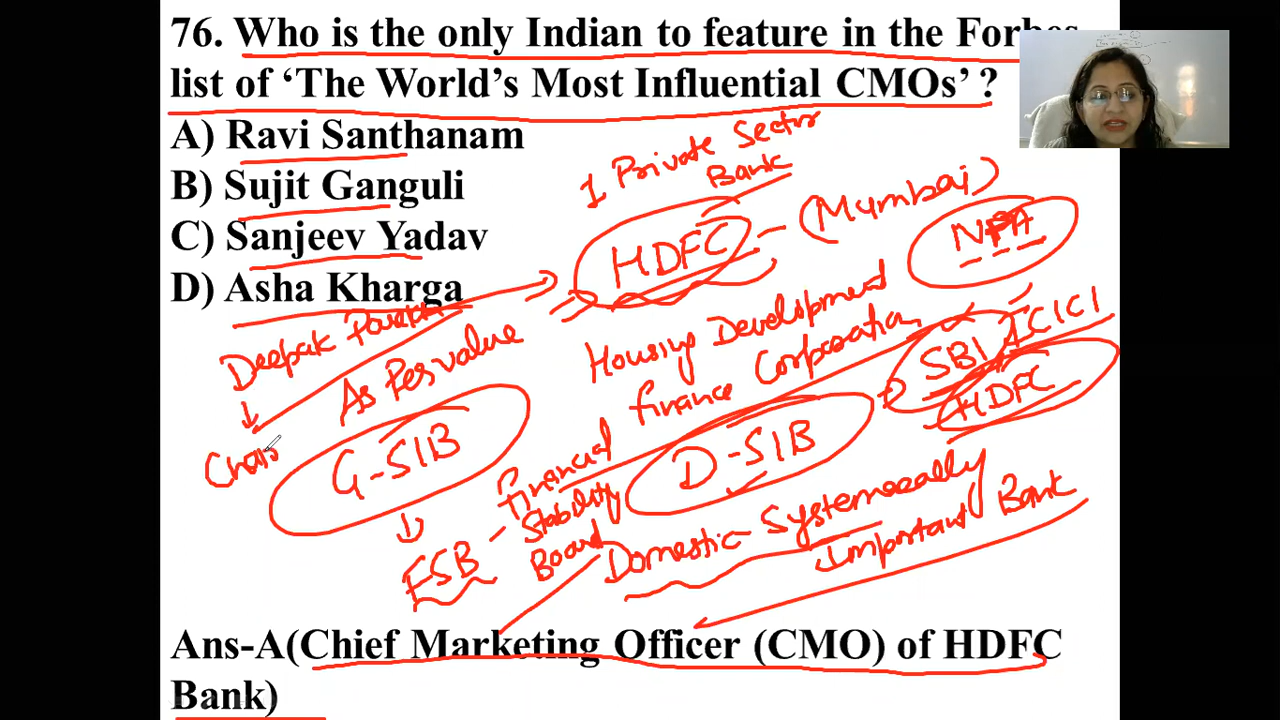 76. Who is the only Indian to feature in the Forbes
list of ‘The World’s Most Influential CMOs’ ?
A) Ravi Santhanam
B) Sujit Ganguli
C) Sanjeev Yadav
D) Asha Kharga
1 Private Sector
Bank
HDFC - (Mumbai)
NPA
Housing Development
Finance Corporation
Deepak
As Per value
SBI ICICI
HDFC
G-SIB
D-SIB
FSB - Financial
Stability
Board
Domestic
Important Bank
Ans-A(Chief Marketing Officer (CMO) of HDFC
Bank)